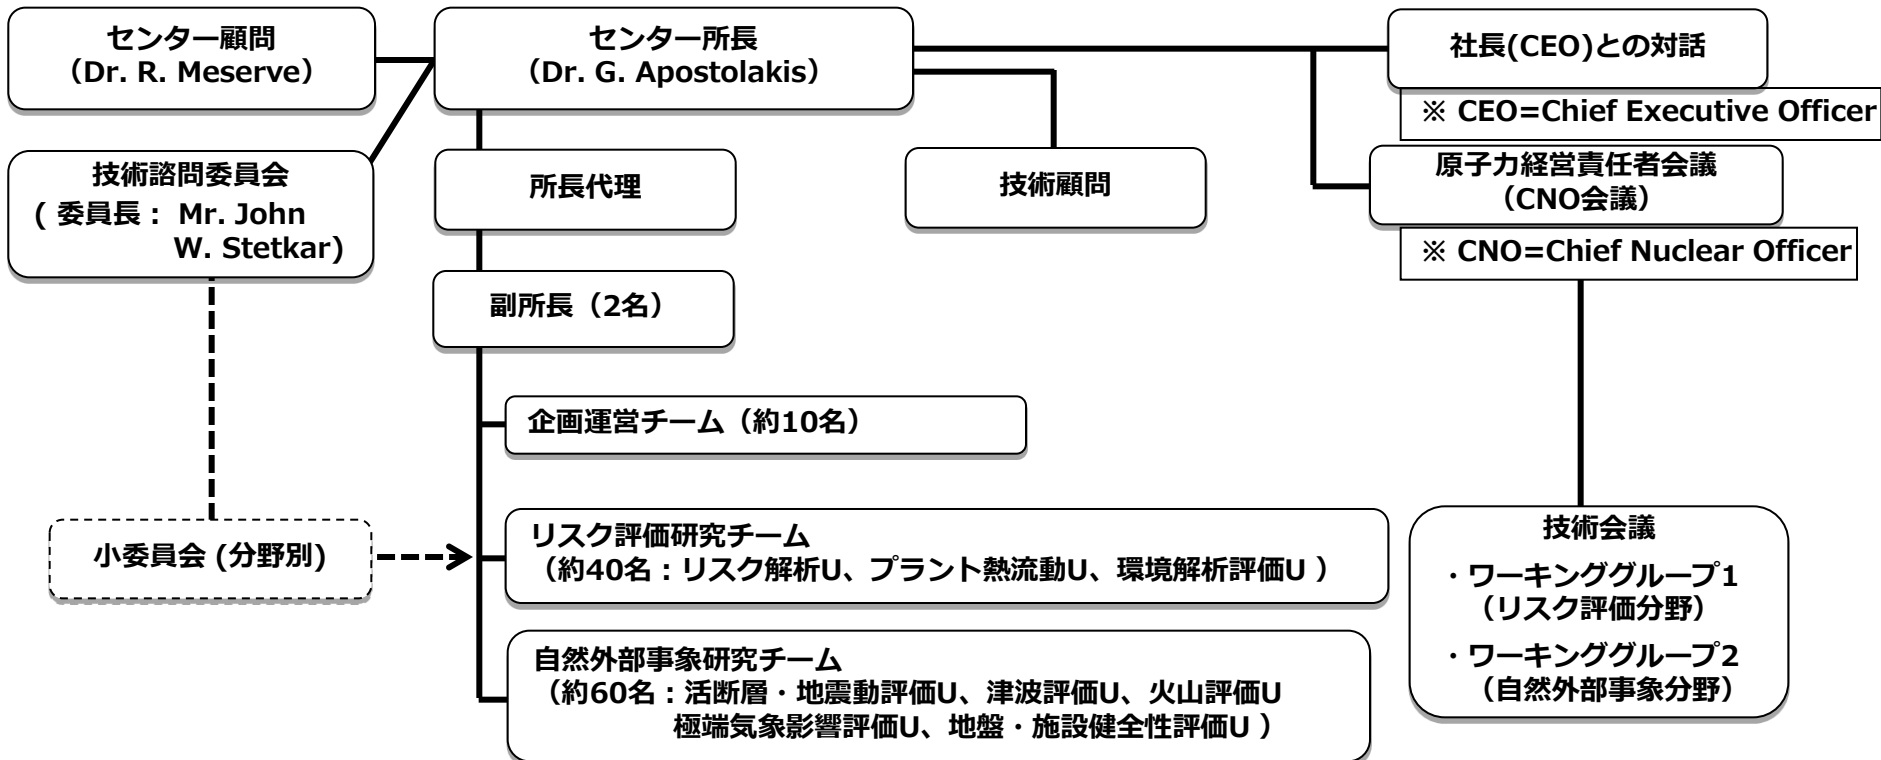 センター顧問
（Dr. R. Meserve）
センター所長
（Dr. G. Apostolakis）
社長(CEO)との対話
※ CEO=Chief Executive Officer
技術諮問委員会
( 委員長： Mr. John
W. Stetkar)
所長代理
技術顧問
原子力経営責任者会議
（CNO会議）
※ CNO=Chief Nuclear Officer
副所長（2名）
企画運営チーム（約10名）
小委員会 (分野別)
リスク評価研究チーム
（約40名：リスク解析U、プラント熱流動U、環境解析評価U ）
自然外部事象研究チーム
（約60名：活断層・地震動評価U、津波評価U、火山評価U
極端気象影響評価U、地盤・施設健全性評価U ）
技術会議
・ワーキンググループ1
（リスク評価分野）
・ワーキンググループ2
（自然外部事象分野）